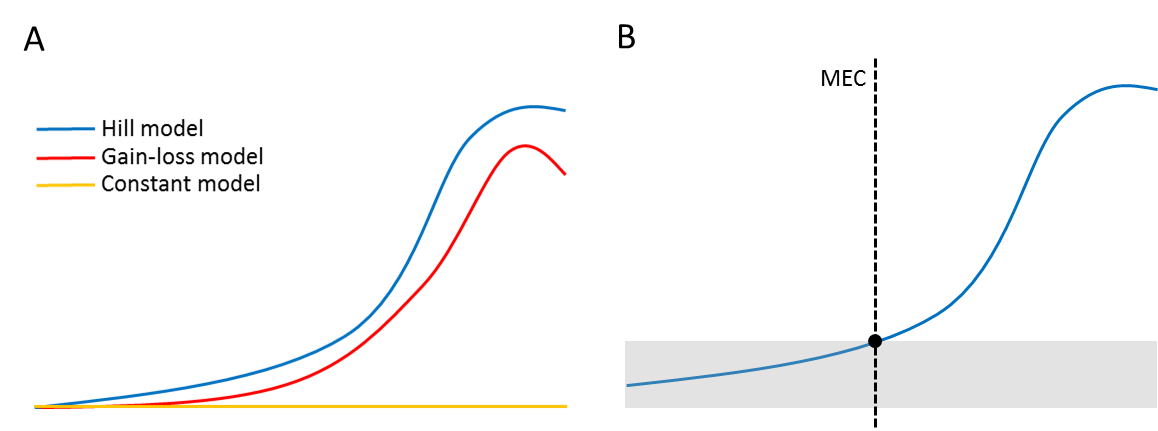 A
Hill model
Gain-loss model
Constant model
B
MEC